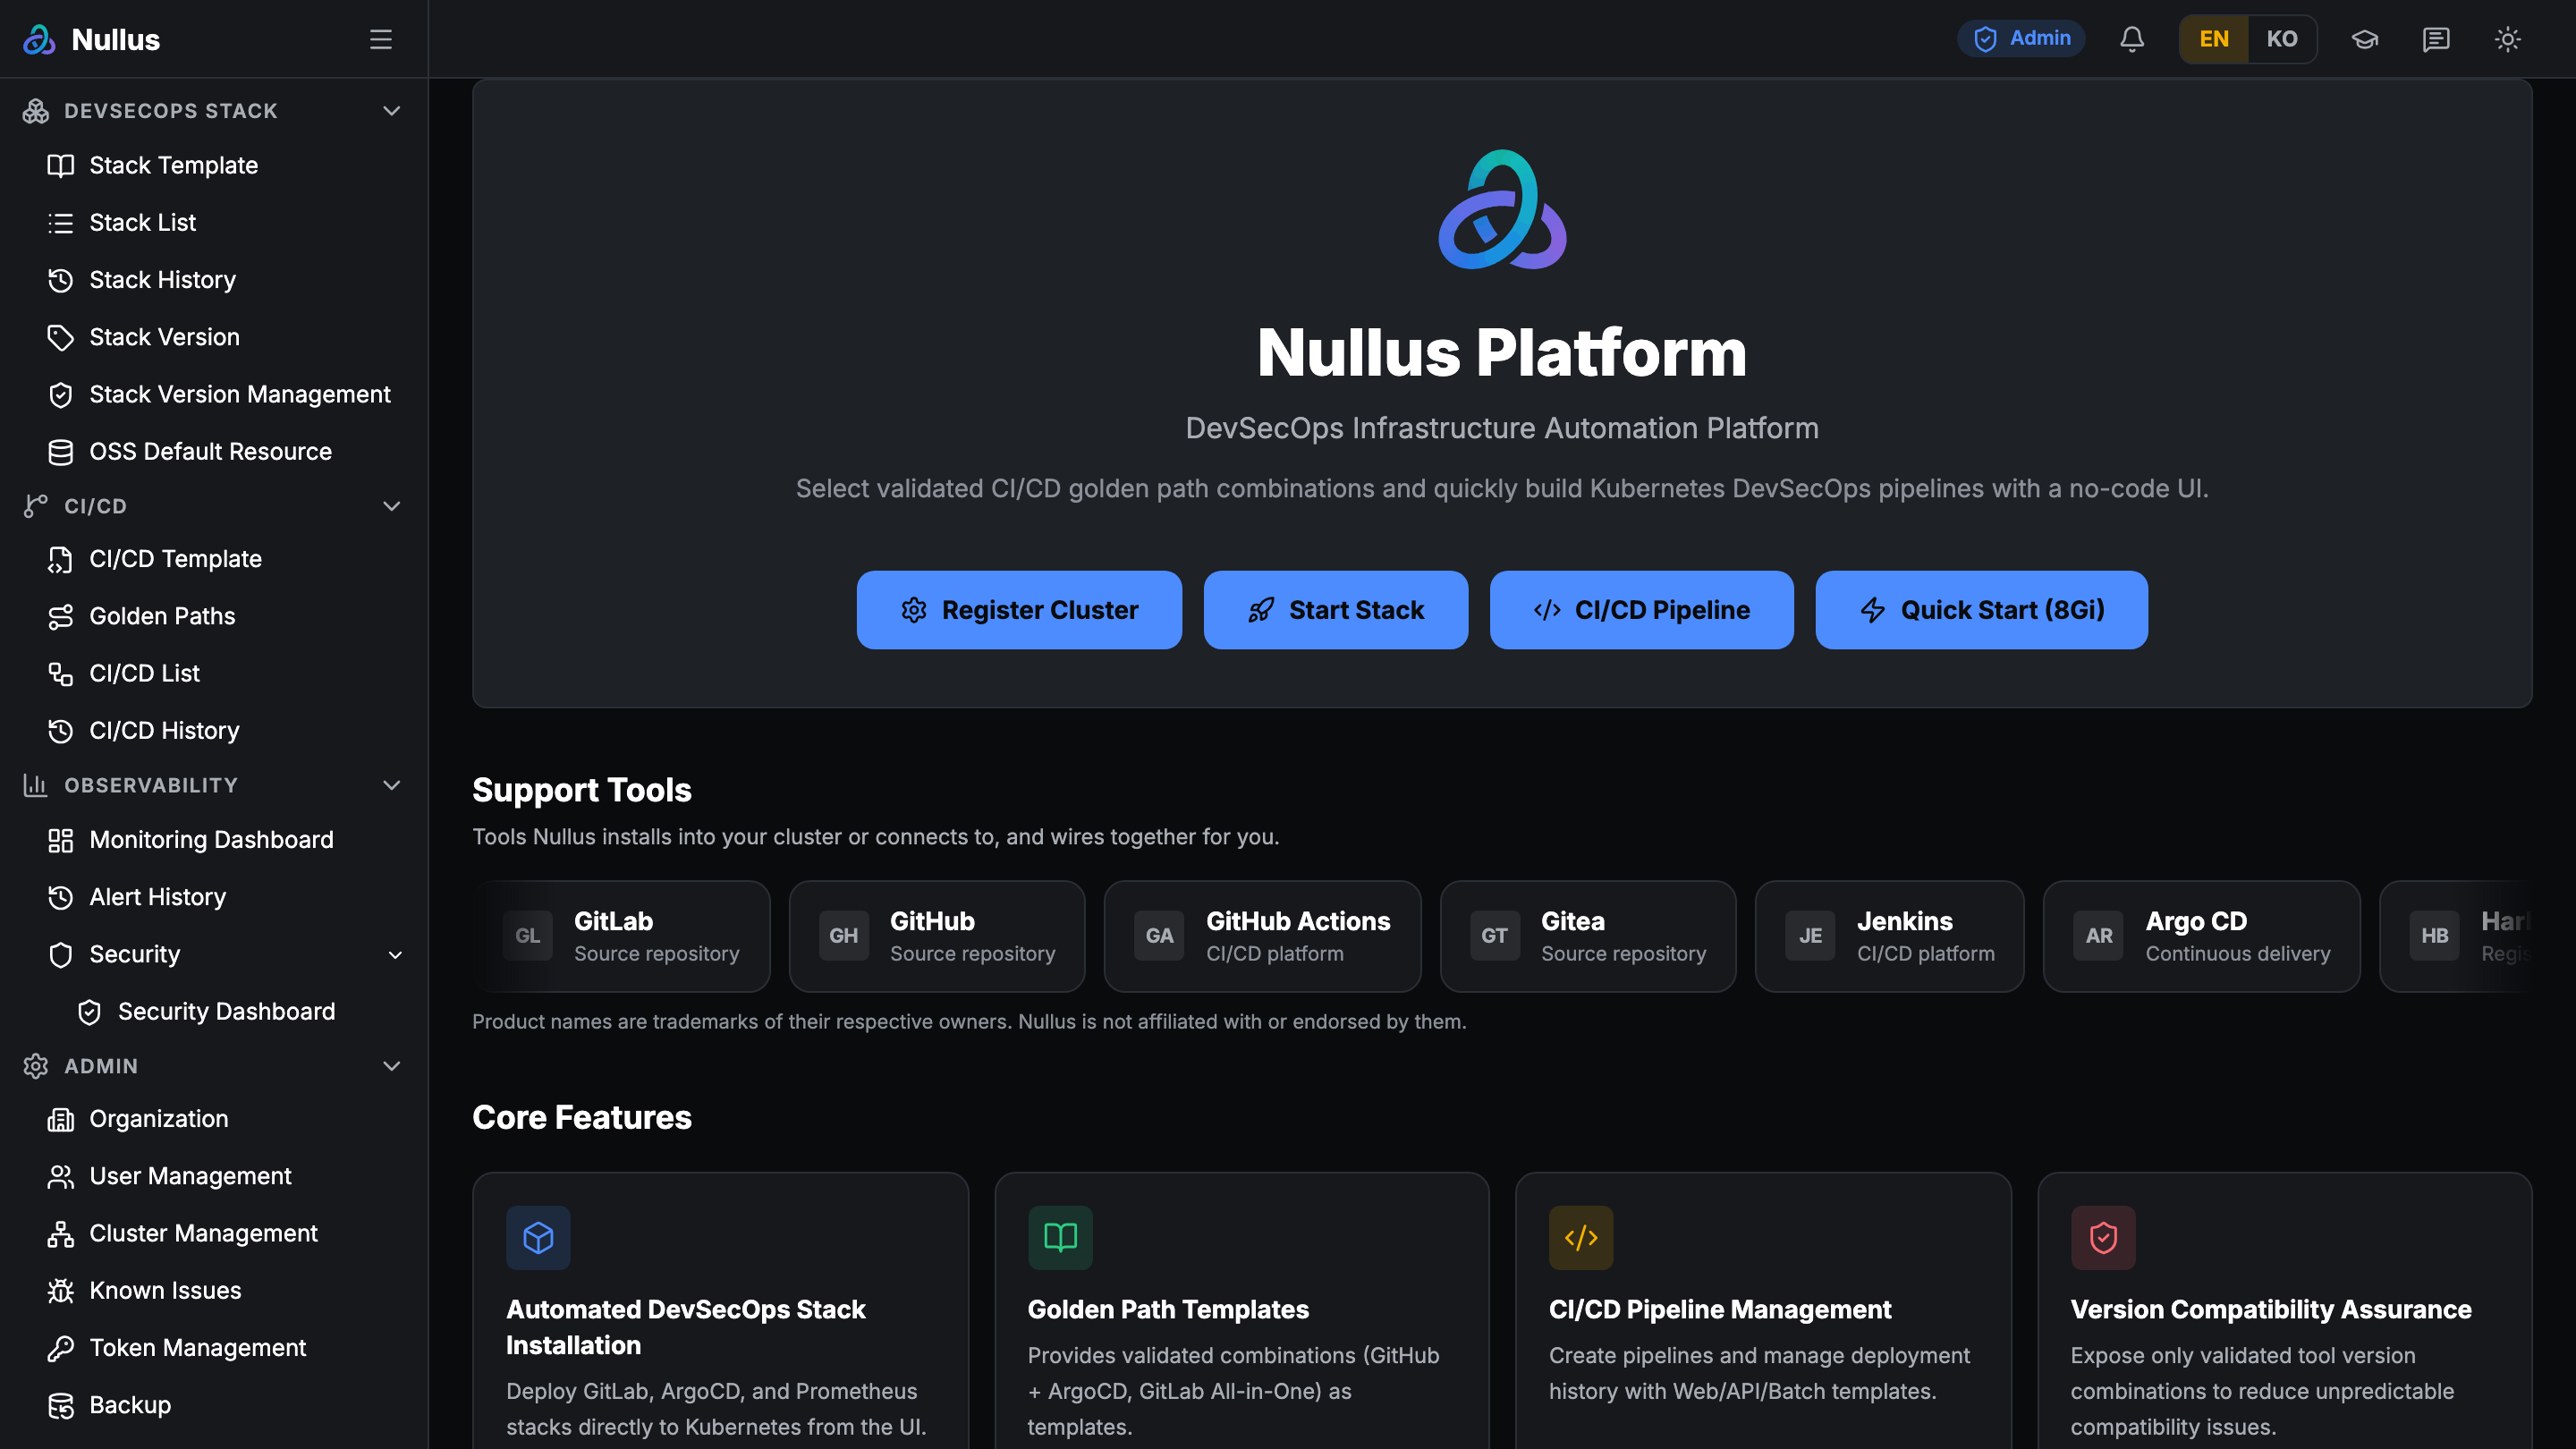 Nullus
Admin
EN
KO
DEVSECOPS STACK
Stack Template
Stack List
Stack History
Stack Version
Stack Version Management
OSS Default Resource
CI/CD
CI/CD Template
Golden Paths
CI/CD List
CI/CD History
OBSERVABILITY
Monitoring Dashboard
Alert History
Security
Security Dashboard
ADMIN
Organization
User Management
Cluster Management
Known Issues
Token Management
Backup
Nullus Platform
DevSecOps Infrastructure Automation Platform
Select validated CI/CD golden path combinations and quickly build Kubernetes DevSecOps pipelines with a no-code UI.
Register Cluster
Start Stack
CI/CD Pipeline
Quick Start (8Gi)
Support Tools
Tools Nullus installs into your cluster or connects to, and wires together for you.
GL
GitLab
Source repository
GH
GitHub
Source repository
GA
GitHub Actions
CI/CD platform
GT
Gitea
Source repository
JE
Jenkins
CI/CD platform
AR
Argo CD
Continuous delivery
HB
Product names are trademarks of their respective owners. Nullus is not affiliated with or endorsed by them.
Core Features
Automated DevSecOps Stack
Installation
Deploy GitLab, ArgoCD, and Prometheus
stacks directly to Kubernetes from the UI.
Golden Path Templates
Provides validated combinations (GitHub
+ ArgoCD, GitLab All-in-One) as
templates.
CI/CD Pipeline Management
Create pipelines and manage deployment
history with Web/API/Batch templates.
Version Compatibility Assurance
Expose only validated tool version
combinations to reduce unpredictable
compatibility issues.